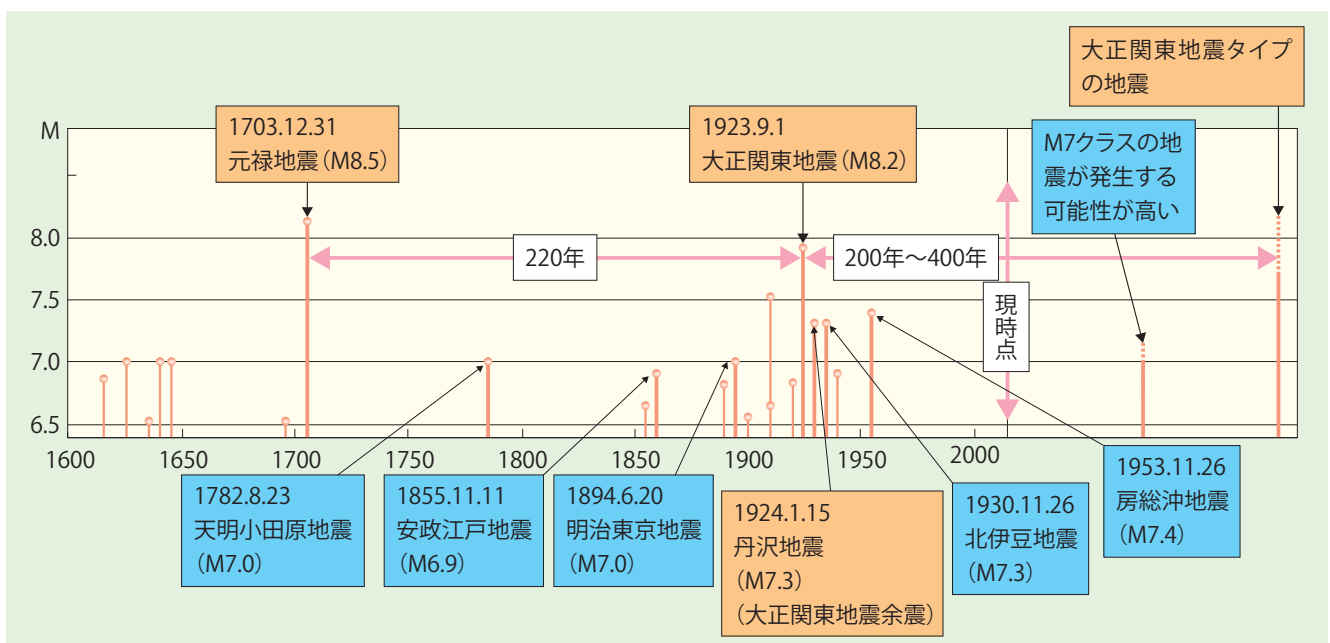 大正関東地震タイプ
の地震
1703.12.31
元禄地震（M8.5）
1923.9.1
大正関東地震（M8.2）
M7クラスの地
震が発生する
可能性が高い
M
8.0
7.5
7.0
6.5
220年
200年～400年
現時点
1600
1650
1700
1750
1800
1850
1900
1950
2000
1782.8.23
天明小田原地震
（M7.0）
1855.11.11
安政江戸地震
（M6.9）
1894.6.20
明治東京地震
（M7.0）
1924.1.15
丹沢地震
（M7.3）
（大正関東地震余震）
1930.11.26
北伊豆地震
（M7.3）
1953.11.26
房総沖地震
（M7.4）